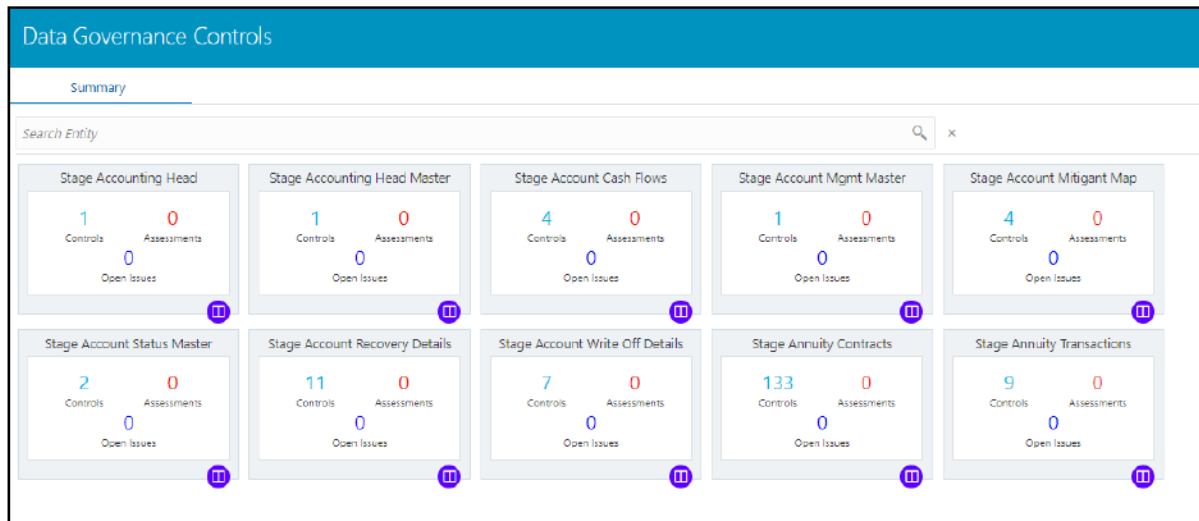 Data Governance Controls
Summary
Search Entity
Stage Accounting Head
1 0
Controls Assessments
0
Open Issues
Stage Accounting Head Master
1 0
Controls Assessments
0
Open Issues
Stage Account Cash Flows
4 0
Controls Assessments
0
Open Issues
Stage Account Mgmt Master
1 0
Controls Assessments
0
Open Issues
Stage Account Mitigant Map
4 0
Controls Assessments
0
Open Issues
Stage Account Status Master
2 0
Controls Assessments
0
Open Issues
Stage Account Recovery Details
11 0
Controls Assessments
0
Open Issues
Stage Account Write Off Details
7 0
Controls Assessments
0
Open Issues
Stage Annuity Contracts
133 0
Controls Assessments
0
Open Issues
Stage Annuity Transactions
9 0
Controls Assessments
0
Open Issues